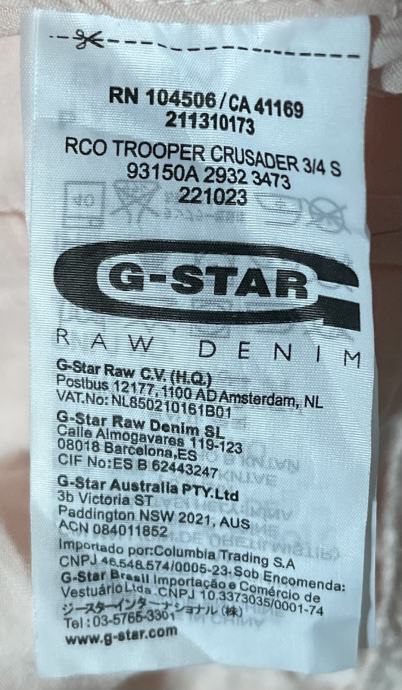 RN 104506/CA 41169
211310173
RCO TROOPER CRUSADER 3/4 S
93150A 2932 3473
221023
G-STAR
RAW DENIM
G-Star Raw C.V. (H.Q.)
Postbus 12177, 1100 AD Amsterdam, NL
VAT.No: NL850210161B01
G-Star Raw Denim SL
Calle Almogavares 119-123
08018 Barcelona,ES
CIF No:ES B 62443247
G-Star Australia PTY.Ltd
3b Victoria ST
Paddington NSW 2021, AUS
ACN 084011852
Importado por:Columbia Trading S.A
CNPJ 46.548.574/0005-23-Sob Encomenda:
G-Star Brasil Importação e Comércio de
Vestuário Ltda .CNPJ 10.3373035/0001-74
ジースターインターナショナル (株)
Tel:03-5765-3301
www.g-star.com